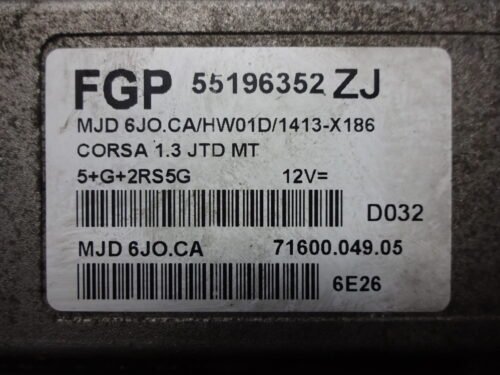 FGP 55196352 ZJ
MJD 6JO.CA/HW01D/1413-X186
CORSA 1.3 JTD MT
5+G+2RS5G 12V=
D032
MJD 6JO.CA 71600.049.05
6E26